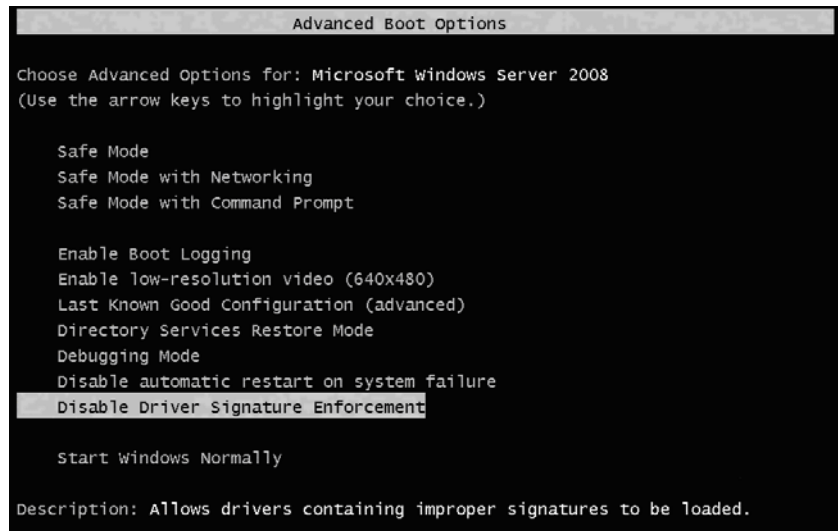 Advanced Boot Options
Choose Advanced Options for: Microsoft Windows Server 2008
(Use the arrow keys to highlight your choice.)
Safe Mode
Safe Mode with Networking
Safe Mode with Command Prompt
Enable Boot Logging
Enable low-resolution video (640x480)
Last Known Good Configuration (advanced)
Directory Services Restore Mode
Debugging Mode
Disable automatic restart on system failure
Disable Driver Signature Enforcement
Start Windows Normally
Description: Allows drivers containing improper signatures to be loaded.